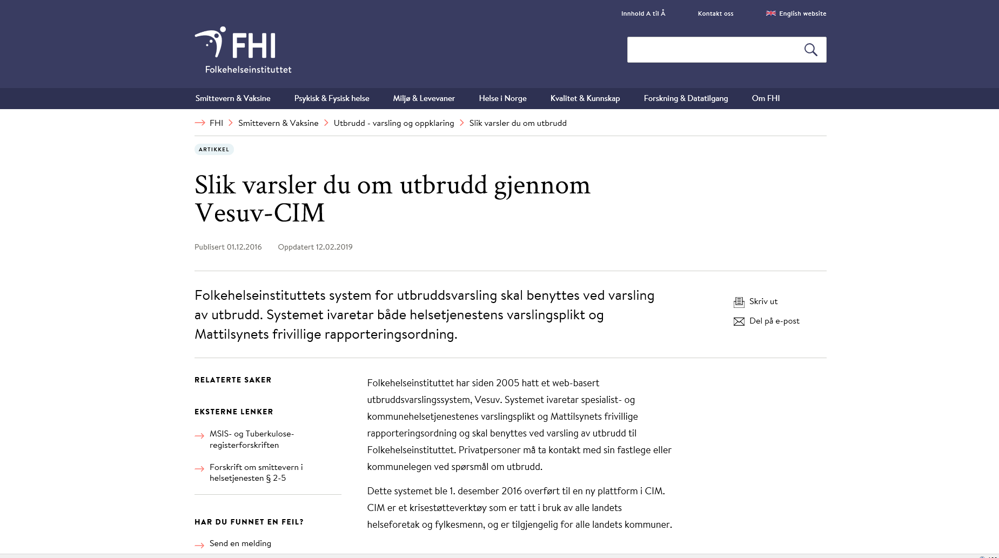 Innhold A til Å
Kontakt oss
English website
FHI
Folkehelseinstituttet
Smittevern & Vaksine
Psykisk & Fysisk helse
Miljø & Levevaner
Helse i Norge
Kvalitet & Kunnskap
Forskning & Datatilgang
Om FHI
FHI
Smittevern & Vaksine
Utbrudd - varsling og oppklaring
Slik varsler du om utbrudd
ARTIKKEL
Slik varsler du om utbrudd gjennom
Vesuv-CIM
Publisert 01.12.2016
Oppdatert 12.02.2019
Folkehelseinstituttets system for utbruddsvarsling skal benyttes ved varsling
av utbrudd. Systemet ivaretar både helsetjenestens varslingsplikt og
Mattilsynets frivillige rapporteringsordning.
Skriv ut
Del på e-post
RELATERTE SAKER
EKSTERNE LENKER
MSIS- og Tuberkulose-
registerforskriften
Forskrift om smittevern i
helsetjenesten § 2-5
HAR DU FUNNET EN FEIL?
Send en melding
Folkehelseinstituttet har siden 2005 hatt et web-basert
utbruddsvarslingssystem, Vesuv. Systemet ivaretar spesialist- og
kommunehelsetjenestenes varslingsplikt og Mattilsynets frivillige
rapporteringsordning og skal benyttes ved varsling av utbrudd til
Folkehelseinstituttet. Privatpersoner må ta kontakt med sin fastlege eller
kommunelegen ved spørsmål om utbrudd.
Dette systemet ble 1. desember 2016 overført til en ny plattform i CIM.
CIM er et krisestøtteverktøy som er tatt i bruk av alle landets
helseforetak og fylkesmenn, og er tilgjengelig for alle landets kommuner.